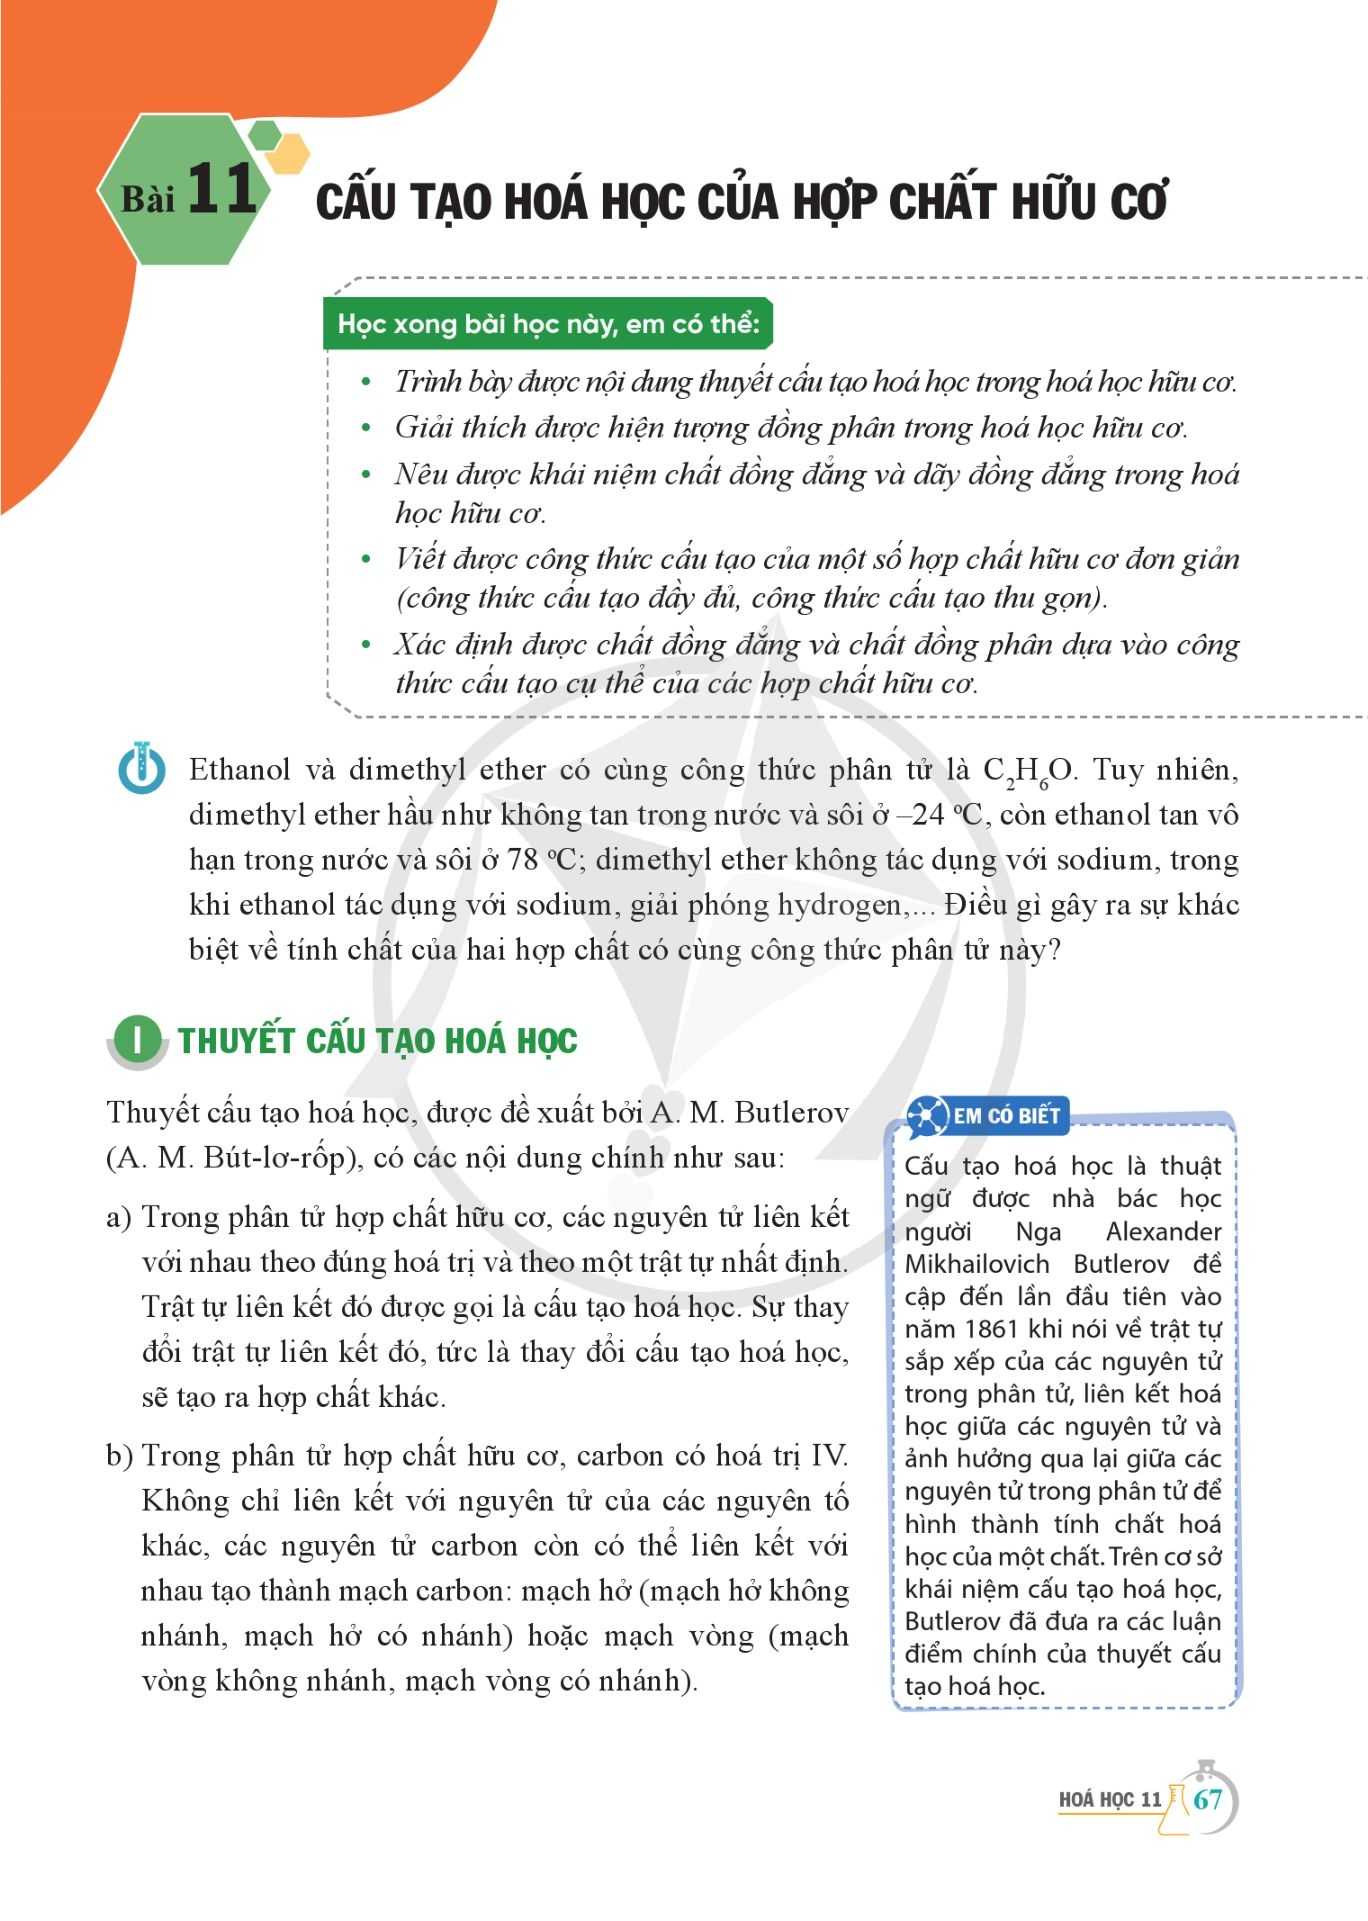 Bài 11
CẤU TẠO HOÁ HỌC CỦA HỢP CHẤT HỮU CƠ
Học xong bài học này, em có thể:
• Trình bày được nội dung thuyết cấu tạo hoá học trong hoá học hữu cơ.
• Giải thích được hiện tượng đồng phân trong hoá học hữu cơ.
• Nêu được khái niệm chất đồng đẳng và dãy đồng đẳng trong hoá
học hữu cơ.
• Viết được công thức cấu tạo của một số hợp chất hữu cơ đơn giản
(công thức cấu tạo đầy đủ, công thức cấu tạo thu gọn).
• Xác định được chất đồng đẳng và chất đồng phân dựa vào công
thức cấu tạo cụ thể của các hợp chất hữu cơ.
Ethanol và dimethyl ether có cùng công thức phân tử là C₂H₆O. Tuy nhiên,
dimethyl ether hầu như không tan trong nước và sôi ở –24 ºC, còn ethanol tan vô
hạn trong nước và sôi ở 78 ºC; dimethyl ether không tác dụng với sodium, trong
khi ethanol tác dụng với sodium, giải phóng hydrogen,... Điều gì gây ra sự khác
biệt về tính chất của hai hợp chất có cùng công thức phân tử này?
I THUYẾT CẤU TẠO HOÁ HỌC
Thuyết cấu tạo hoá học, được đề xuất bởi A. M. Butlerov
(A. M. Bút-lơ-rốp), có các nội dung chính như sau:
a) Trong phân tử hợp chất hữu cơ, các nguyên tử liên kết
với nhau theo đúng hoá trị và theo một trật tự nhất định.
Trật tự liên kết đó được gọi là cấu tạo hoá học. Sự thay
đổi trật tự liên kết đó, tức là thay đổi cấu tạo hoá học,
sẽ tạo ra hợp chất khác.
b) Trong phân tử hợp chất hữu cơ, carbon có hoá trị IV.
Không chỉ liên kết với nguyên tử của các nguyên tố
khác, các nguyên tử carbon còn có thể liên kết với
nhau tạo thành mạch carbon: mạch hở (mạch hở không
nhánh, mạch hở có nhánh) hoặc mạch vòng (mạch
vòng không nhánh, mạch vòng có nhánh).
EM CÓ BIẾT
Cấu tạo hoá học là thuật
ngữ được nhà bác học
người Nga Alexander
Mikhailovich Butlerov đề
cập đến lần đầu tiên vào
năm 1861 khi nói về trật tự
sắp xếp của các nguyên tử
trong phân tử, liên kết hoá
học giữa các nguyên tử và
ảnh hưởng qua lại giữa các
nguyên tử trong phân tử để
hình thành tính chất hoá
học của một chất. Trên cơ sở
khái niệm cấu tạo hoá học,
Butlerov đã đưa ra các luận
điểm chính của thuyết cấu
tạo hoá học.
HOÁ HỌC 11 67